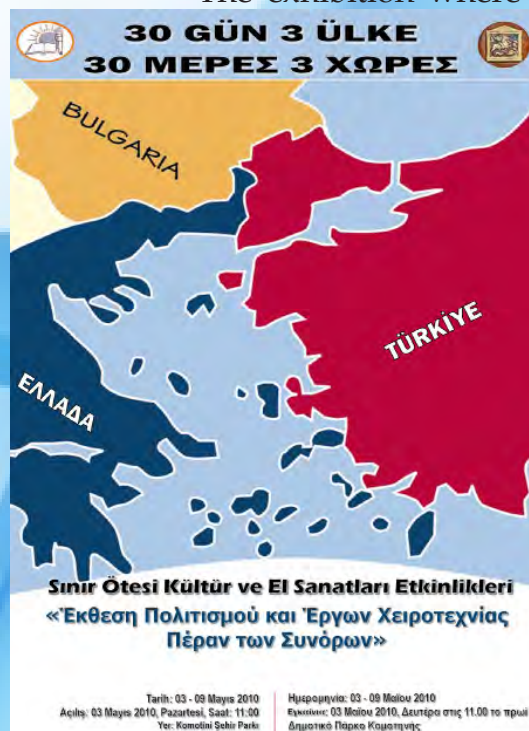 The exhibition where
30 GÜN 3 ÜLKE
30 ΜΕΡΕΣ 3 ΧΩΡΕΣ
BULGARIA
TÜRKİYE
ΕΛΛΑΔΑ
Sınır Ötesi Kültür ve El Sanatları Etkinlikleri
«Έκθεση Πολιτισμού και Έργων Χειροτεχνίας
Πέραν των Συνόρων»
Tarih: 03 - 09 Mayıs 2010
Açılış: 03 Mayıs 2010, Pazartesi, Saat: 11:00
Yer: Komotini Şehir Parkı
Ημερομηνία: 03 - 09 Μαΐου 2010
Εγκαίνια: 03 Μαΐου 2010, Δευτέρα στις 11.00 το πρωί
Δημοτικό Πάρκο Κομοτηνής